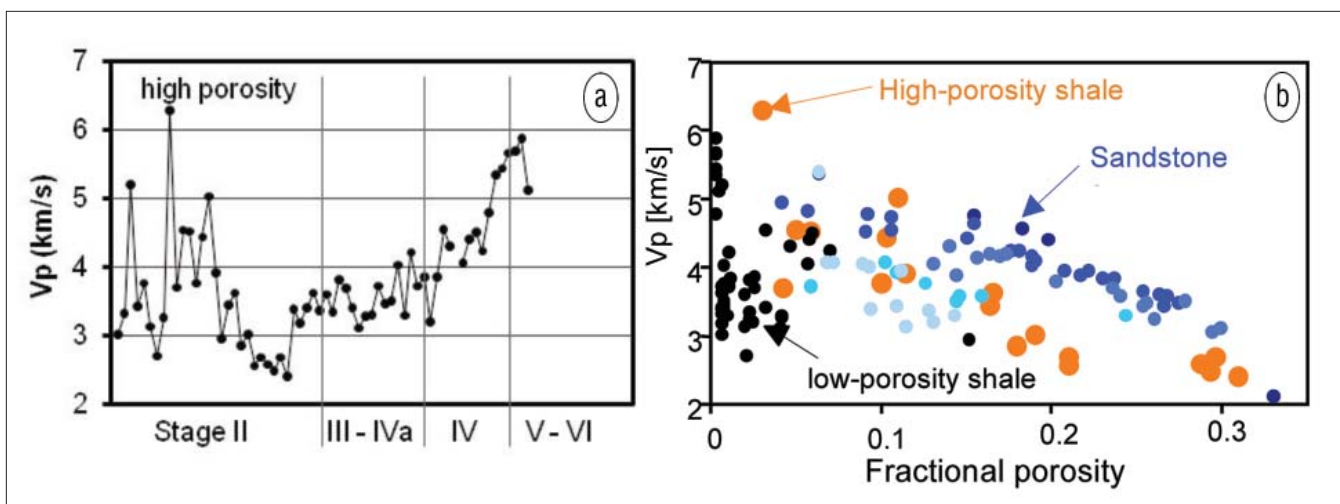 7
6
5
4
3
2
Vp (km/s)
high porosity
a
Stage II
III - IVa
IV
V - VI
7
6
5
4
3
2
Vp [km/s]
b
High-porosity shale
Sandstone
low-porosity shale
0
0.1
0.2
0.3
Fractional porosity